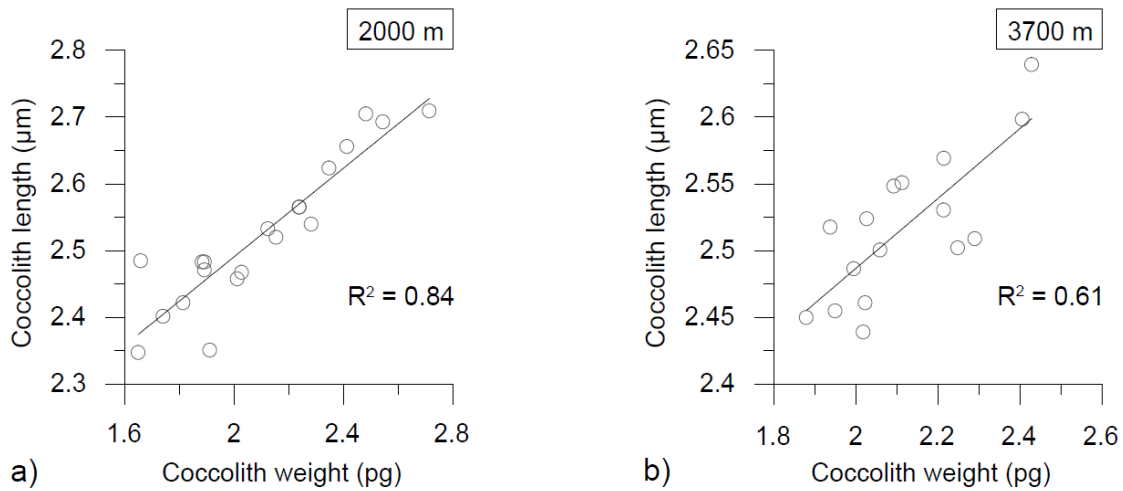 2000 m
2.8
2.7
2.6
2.5
2.4
2.3
Coccolith length (µm)
R² = 0.84
1.6 2 2.4 2.8
a) Coccolith weight (pg)
3700 m
2.65
2.6
2.55
2.5
2.45
2.4
Coccolith length (µm)
R² = 0.61
1.8 2 2.2 2.4 2.6
b) Coccolith weight (pg)